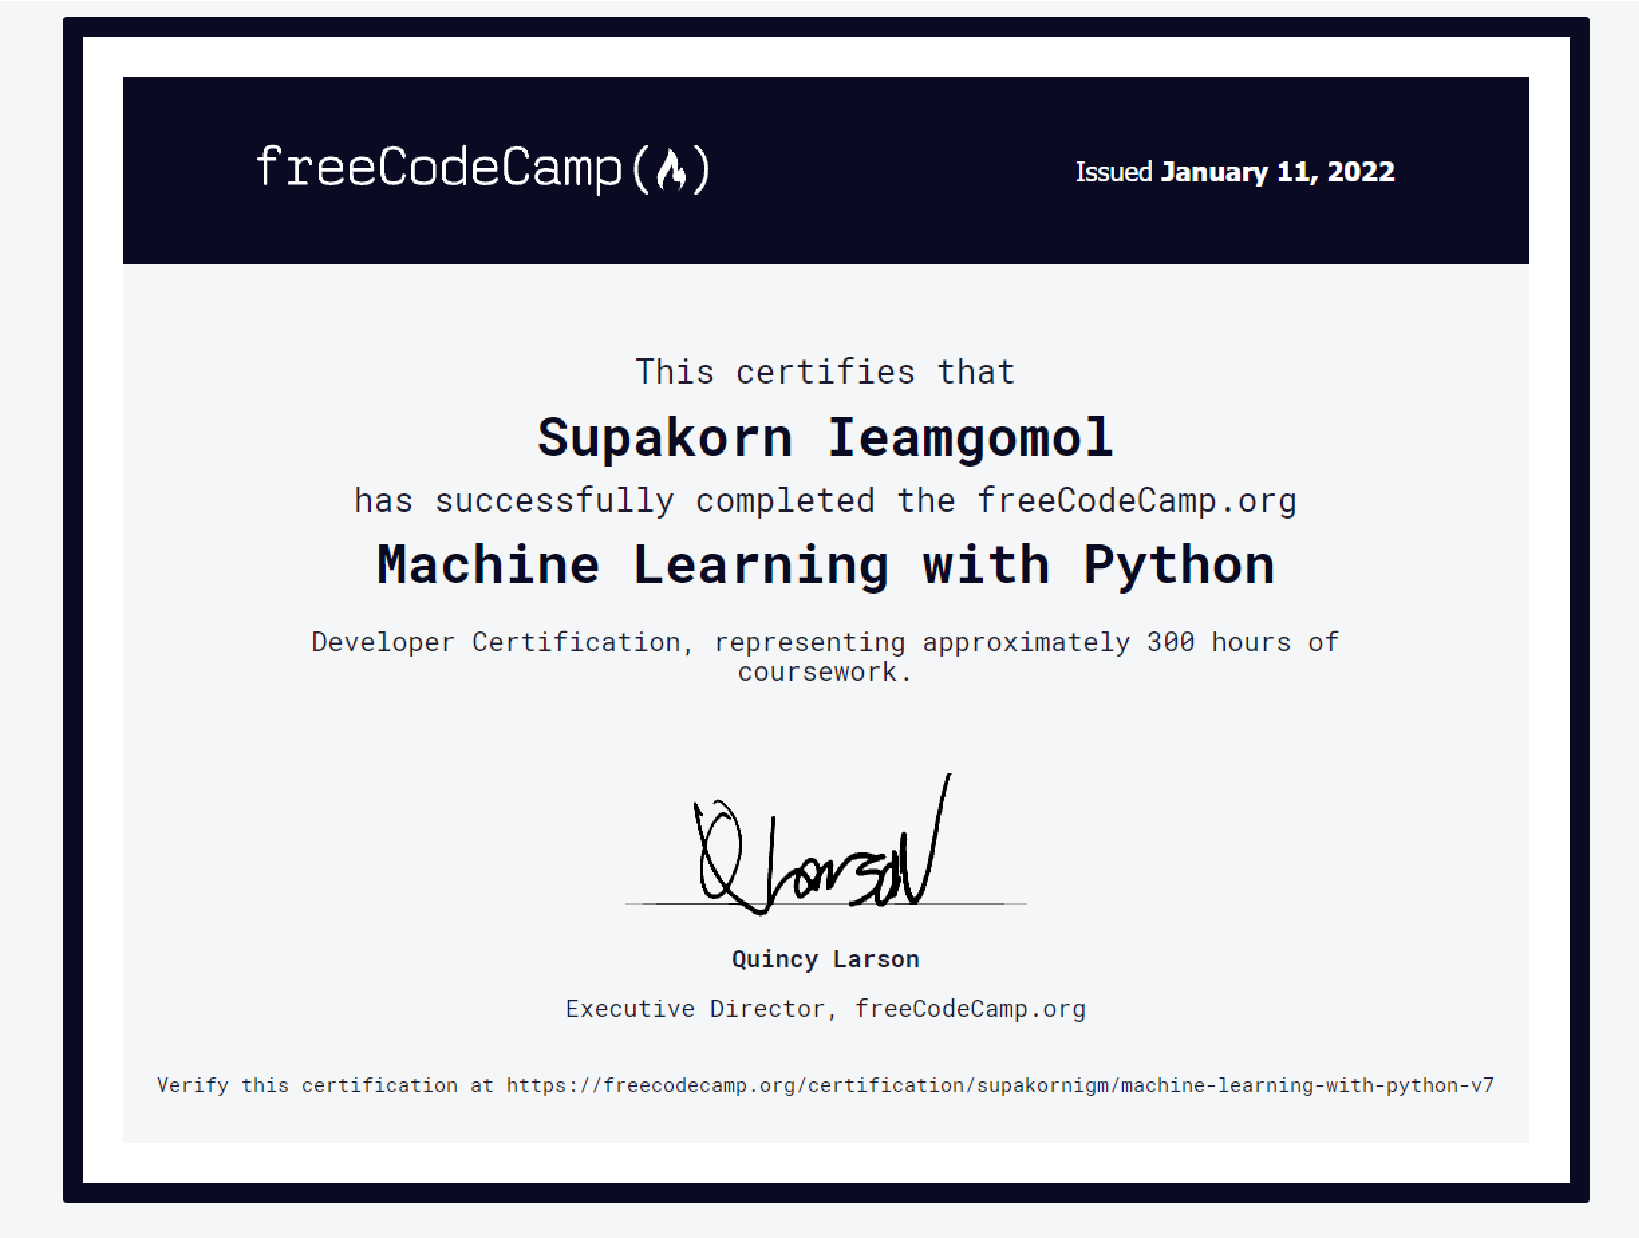 freeCodeCamp(🔥)
Issued January 11, 2022
This certifies that
Supakorn Ieamgomol
has successfully completed the freeCodeCamp.org
Machine Learning with Python
Developer Certification, representing approximately 300 hours of
coursework.
Q Larson
Quincy Larson
Executive Director, freeCodeCamp.org
Verify this certification at https://freecodecamp.org/certification/supakornigm/machine-learning-with-python-v7